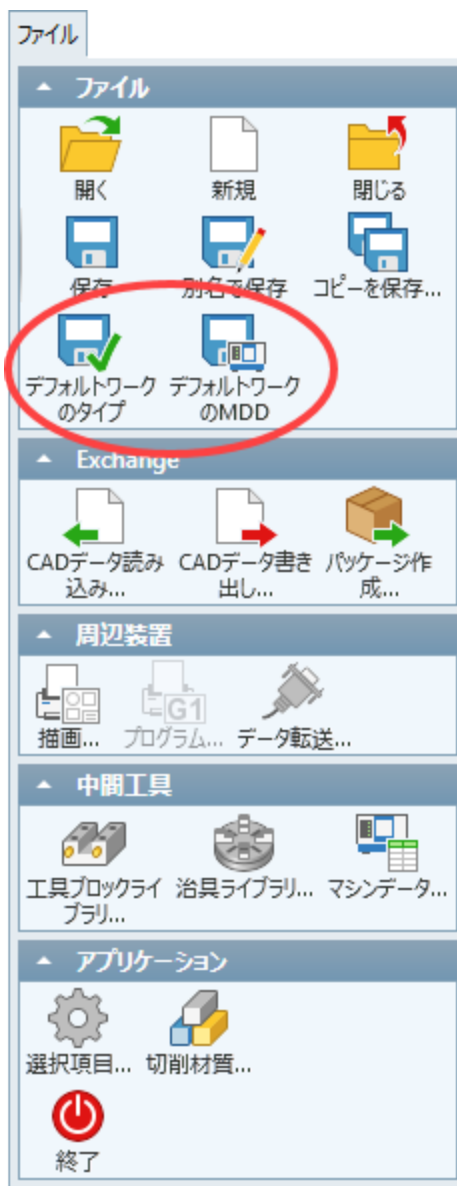 ファイル
ファイル
開く 新規 閉じる
保存 別名で保存 コピーを保存...
デフォルトワーク デフォルトワーク
のタイプ のMDD
Exchange
CADデータ読み CADデータ書き パッケージ作
込み... 出し... 成...
周辺装置
G1
描画... プログラム... データ転送...
中間工具
工具ブロックライ 治具ライブラリ... マシンデータ...
ブラリ...
アプリケーション
選択項目... 切削材質...
終了